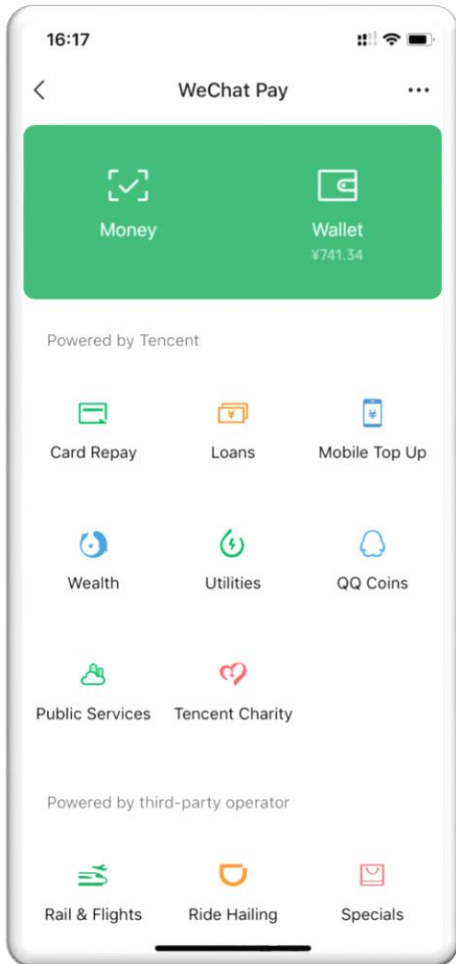 16:17
WeChat Pay
Money
Wallet
¥741.34
Powered by Tencent
Card Repay
Loans
Mobile Top Up
Wealth
Utilities
QQ Coins
Public Services
Tencent Charity
Powered by third-party operator
Rail & Flights
Ride Hailing
Specials